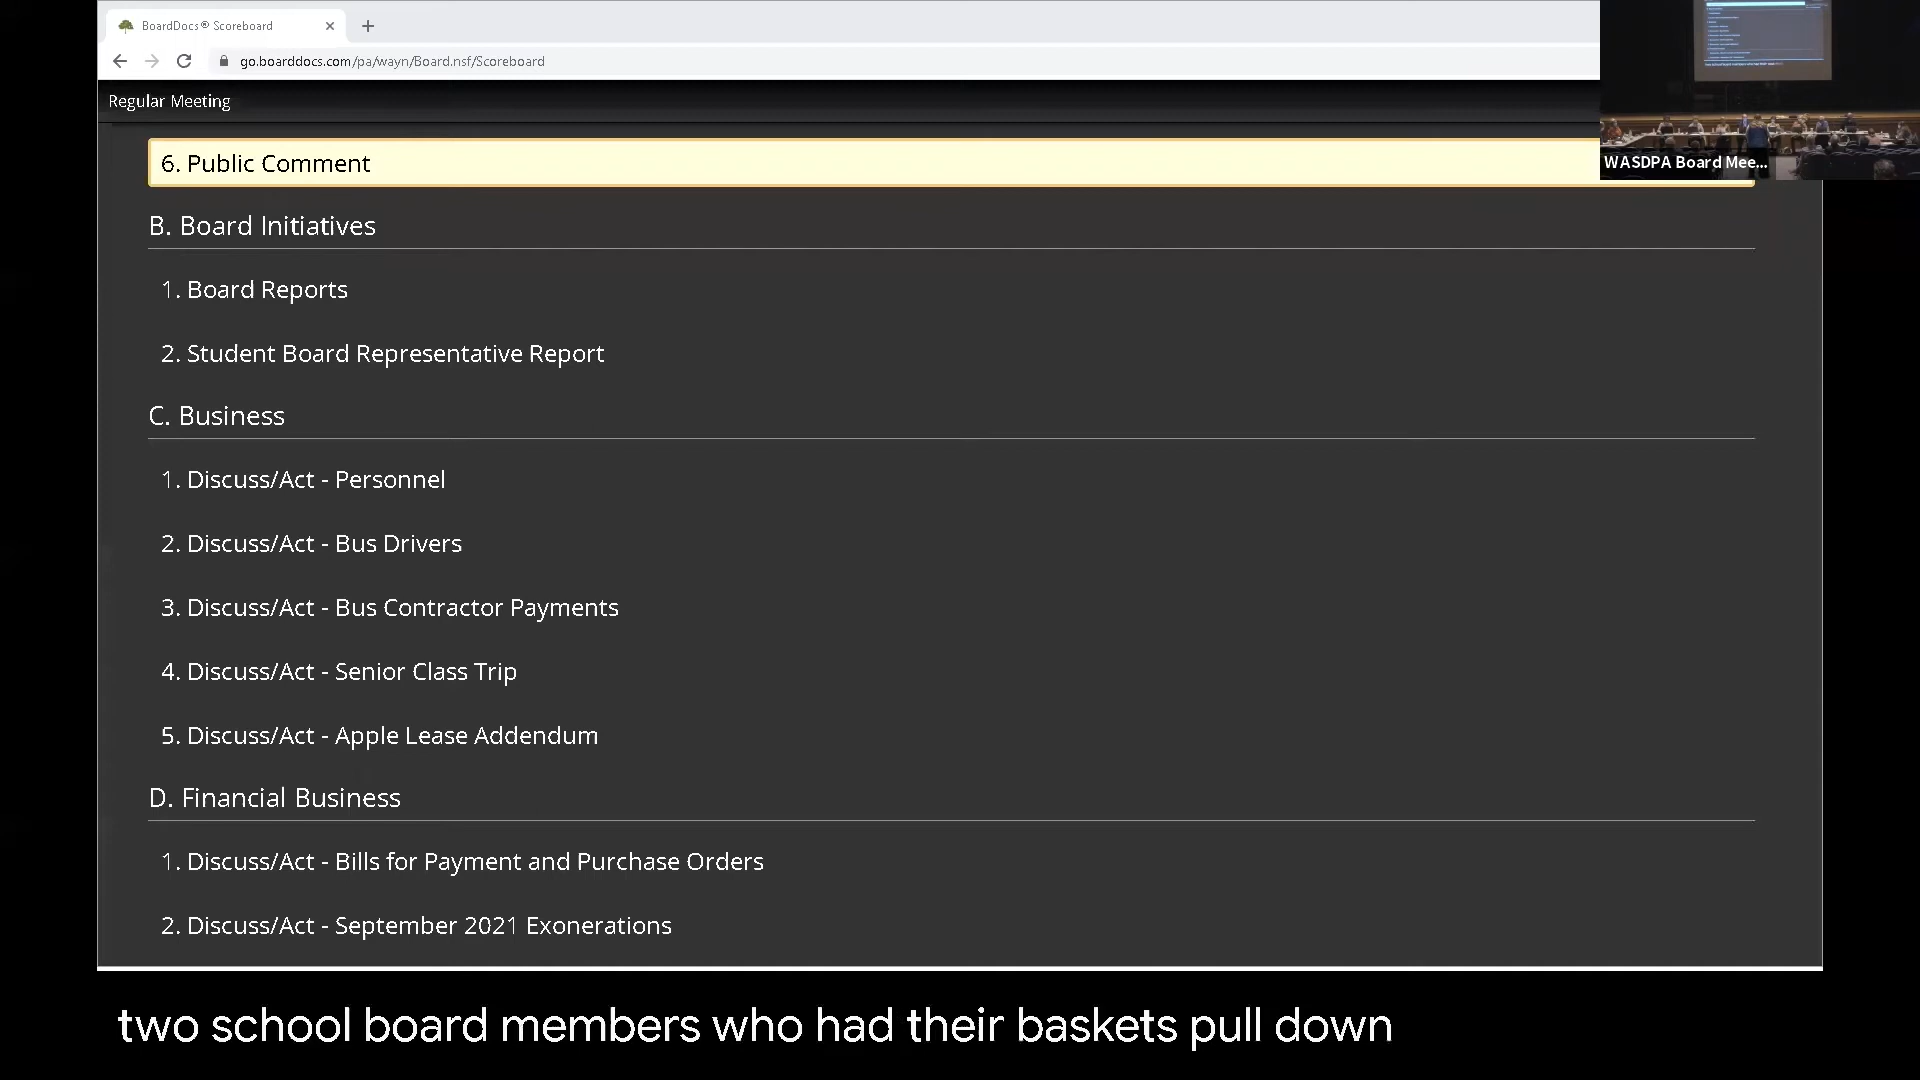 BoardDocs® Scoreboard
go.boarddocs.com/pa/wayn/Board.nsf/Scoreboard
Regular Meeting
6. Public Comment
WASDPA Board Mee...
B. Board Initiatives
1. Board Reports
2. Student Board Representative Report
C. Business
1. Discuss/Act - Personnel
2. Discuss/Act - Bus Drivers
3. Discuss/Act - Bus Contractor Payments
4. Discuss/Act - Senior Class Trip
5. Discuss/Act - Apple Lease Addendum
D. Financial Business
1. Discuss/Act - Bills for Payment and Purchase Orders
2. Discuss/Act - September 2021 Exonerations
two school board members who had their baskets pull down